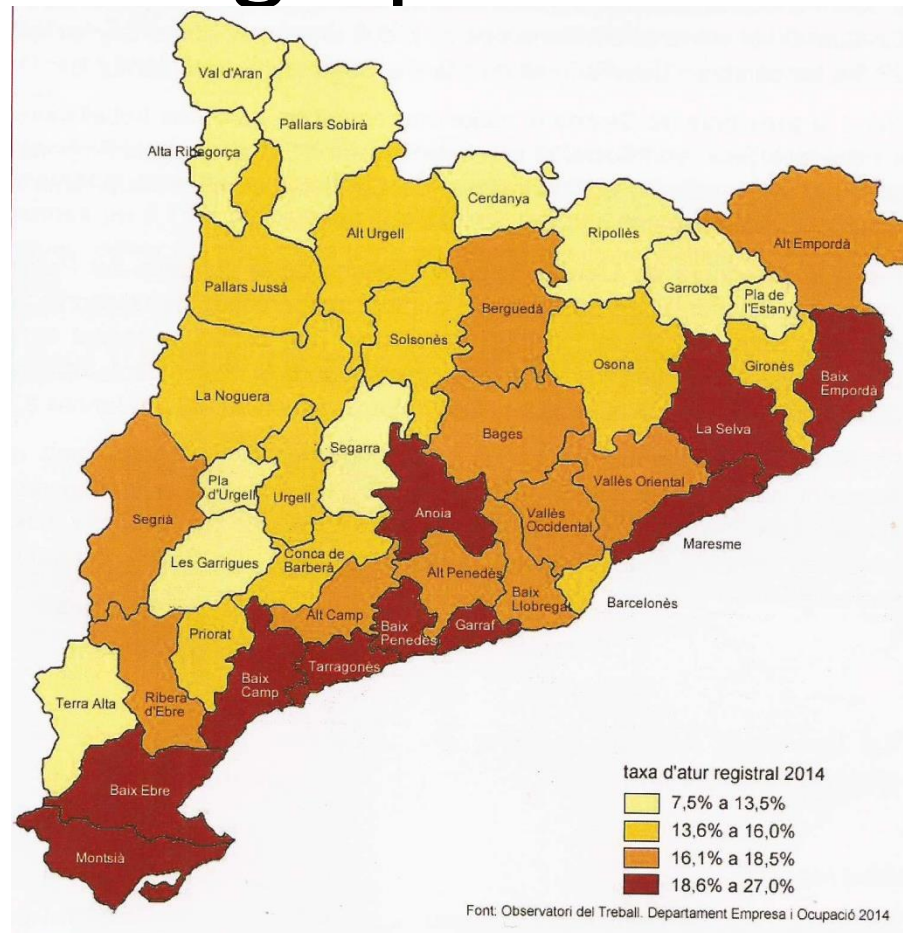 Val d'Aran
Pallars Sobirà
Alta Ribagorça
Cerdanya
Ripollès
Alt Empordà
Alt Urgell
Garrotxa
Pla de
l'Estany
Pallars Jussà
Berguedà
Solsonès
Osona
Gironès
Baix
Empordà
La Noguera
La Selva
Segarra
Bages
Pla
d'Urgell
Urgell
Vallès Oriental
Segrià
Anoia
Vallès
Occidental
Maresme
Les Garrigues
Conca de
Barberà
Alt Penedès
Baix
Llobregat
Barcelonès
Alt Camp
Priorat
Baix
Penedès
Garraf
Tarragonès
Baix
Camp
Terra Alta
Ribera
d'Ebre
Baix Ebre
Montsià
taxa d'atur registral 2014
7,5% a 13,5%
13,6% a 16,0%
16,1% a 18,5%
18,6% a 27,0%
Font: Observatori del Treball. Departament Empresa i Ocupació 2014